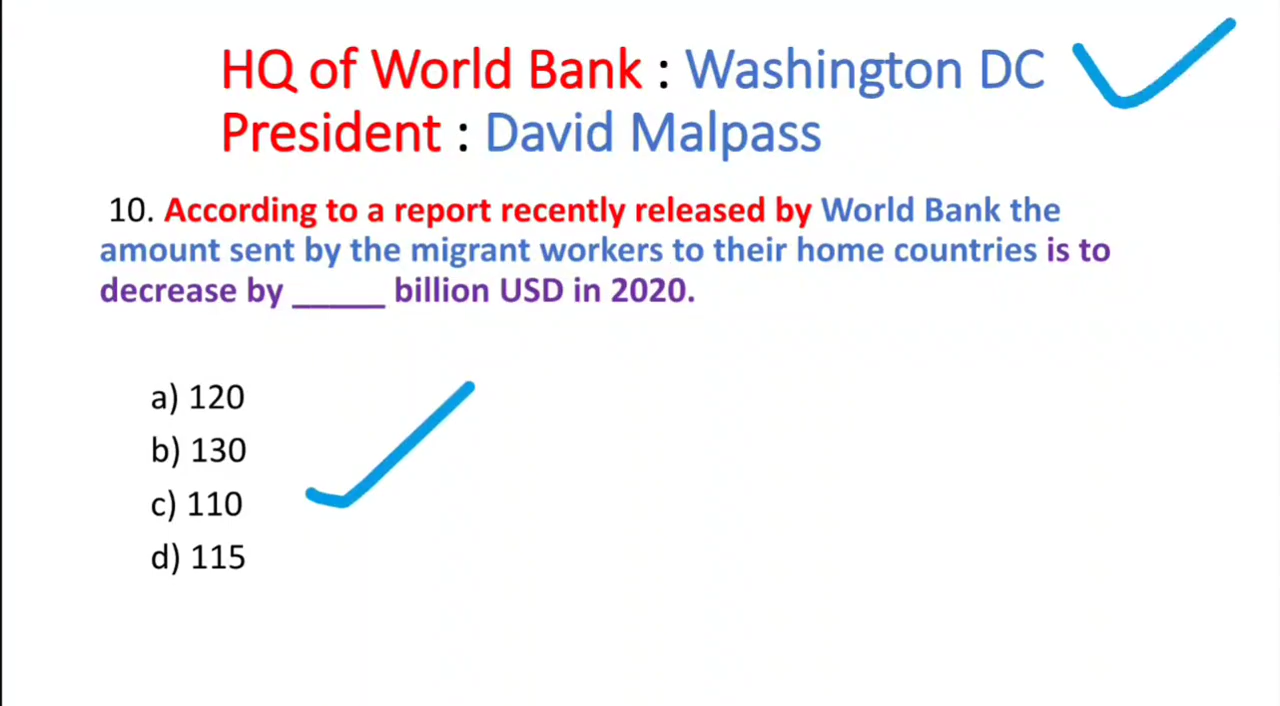 HQ of World Bank : Washington DC
President : David Malpass
10. According to a report recently released by World Bank the
amount sent by the migrant workers to their home countries is to
decrease by _____ billion USD in 2020.
a) 120
b) 130
c) 110
d) 115